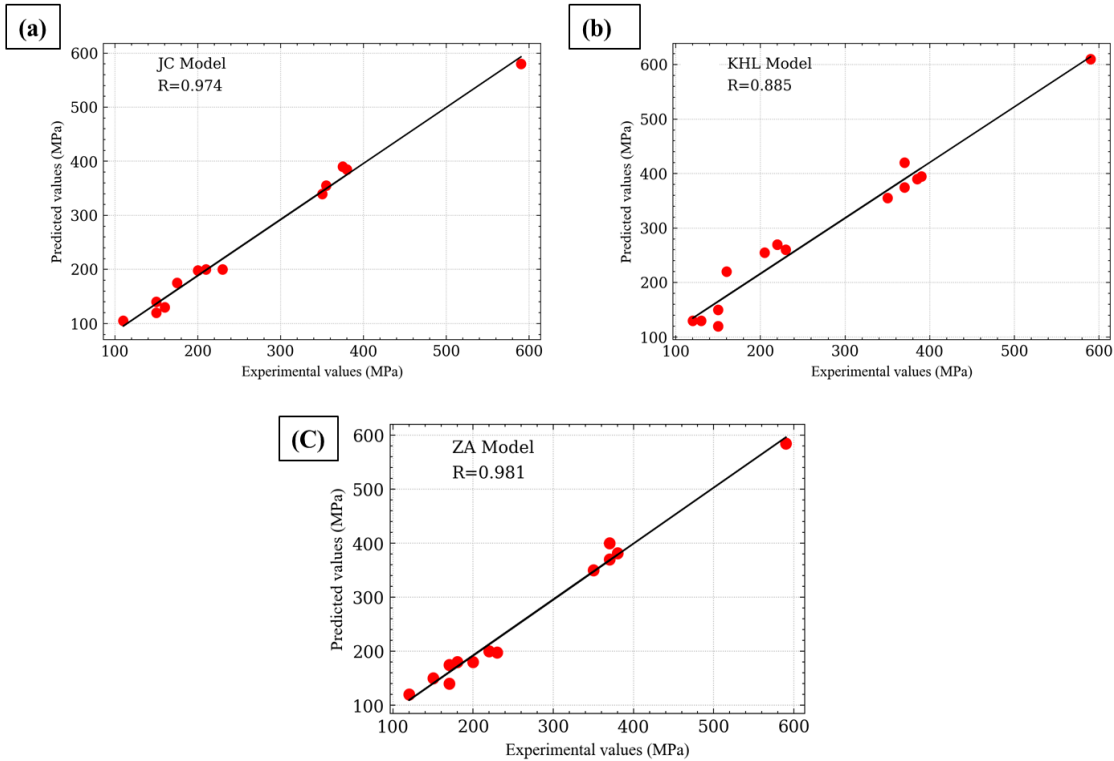 (a)
JC Model
R=0.974
600
500
400
300
200
100
100 200 300 400 500 600
Predicted values (MPa)
Experimental values (MPa)
(b)
KHL Model
R=0.885
600
500
400
300
200
100
100 200 300 400 500 600
Predicted values (MPa)
Experimental values (MPa)
(C)
ZA Model
R=0.981
600
500
400
300
200
100
100 200 300 400 500 600
Predicted values (MPa)
Experimental values (MPa)